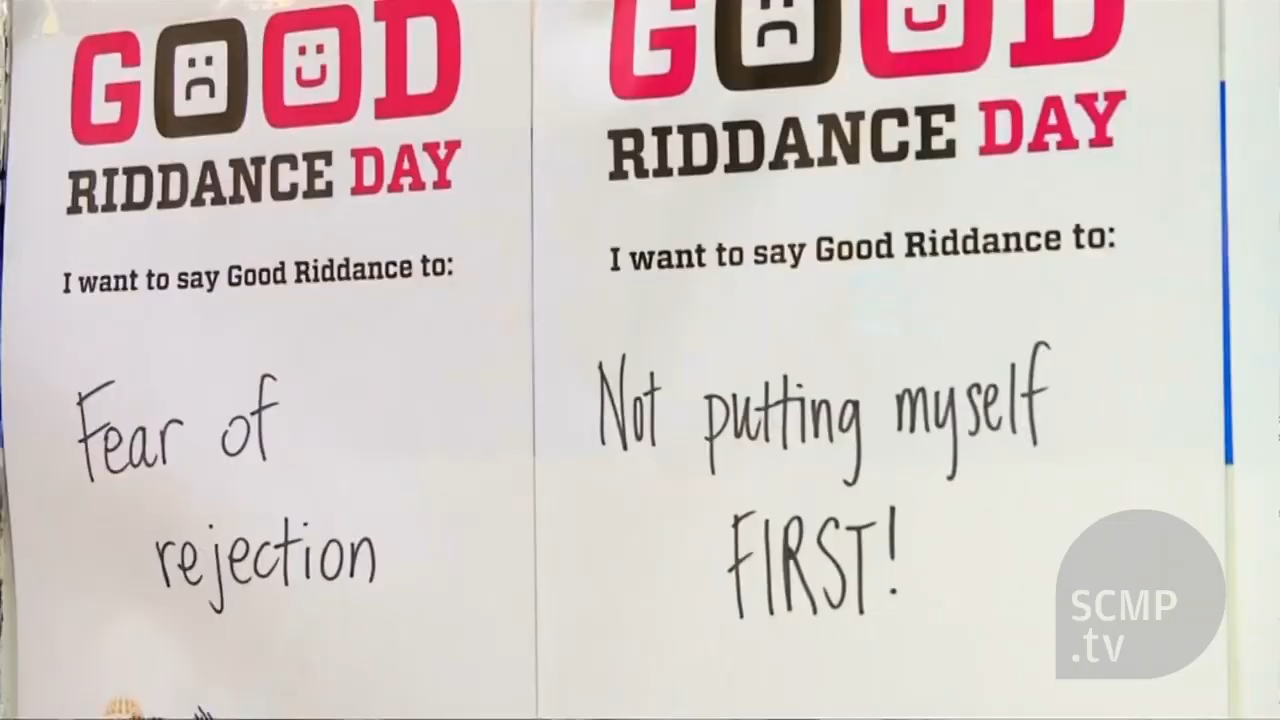 GOOD
RIDDANCE DAY
I want to say Good Riddance to:
Fear of
rejection
GOOD
RIDDANCE DAY
I want to say Good Riddance to:
Not putting myself
FIRST!
SCMP
.tv